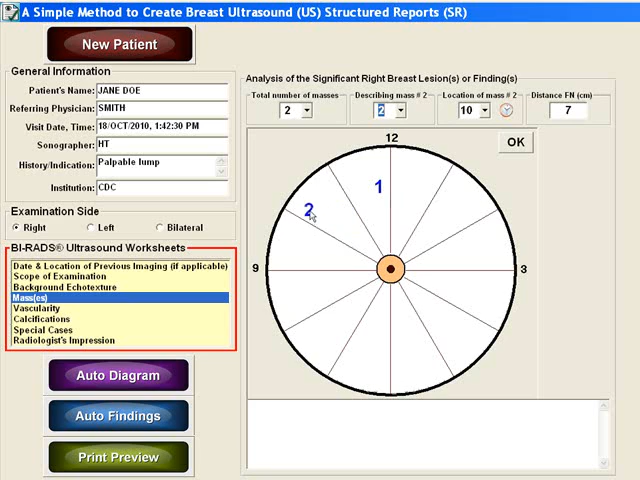 A Simple Method to Create Breast Ultrasound (US) Structured Reports (SR)
New Patient
General Information
Patient's Name: JANE DOE
Referring Physician: SMITH
Visit Date, Time: 18/OCT/2010, 1:42:30 PM
Sonographer: HT
History/Indication: Palpable lump
Institution: CDC
Examination Side
Right Left Bilateral
BI-RADS® Ultrasound Worksheets
Date & Location of Previous Imaging (if applicable)
Scope of Examination
Background Echotexture
Mass(es)
Vascularity
Calcifications
Special Cases
Radiologist's Impression
Auto Diagram
Auto Findings
Print Preview
Analysis of the Significant Right Breast Lesion(s) or Finding(s)
Total number of masses Describing mass # 2 Location of mass # 2 Distance FN (cm)
2 2 10 7
OK
12
1
2
9 3
6